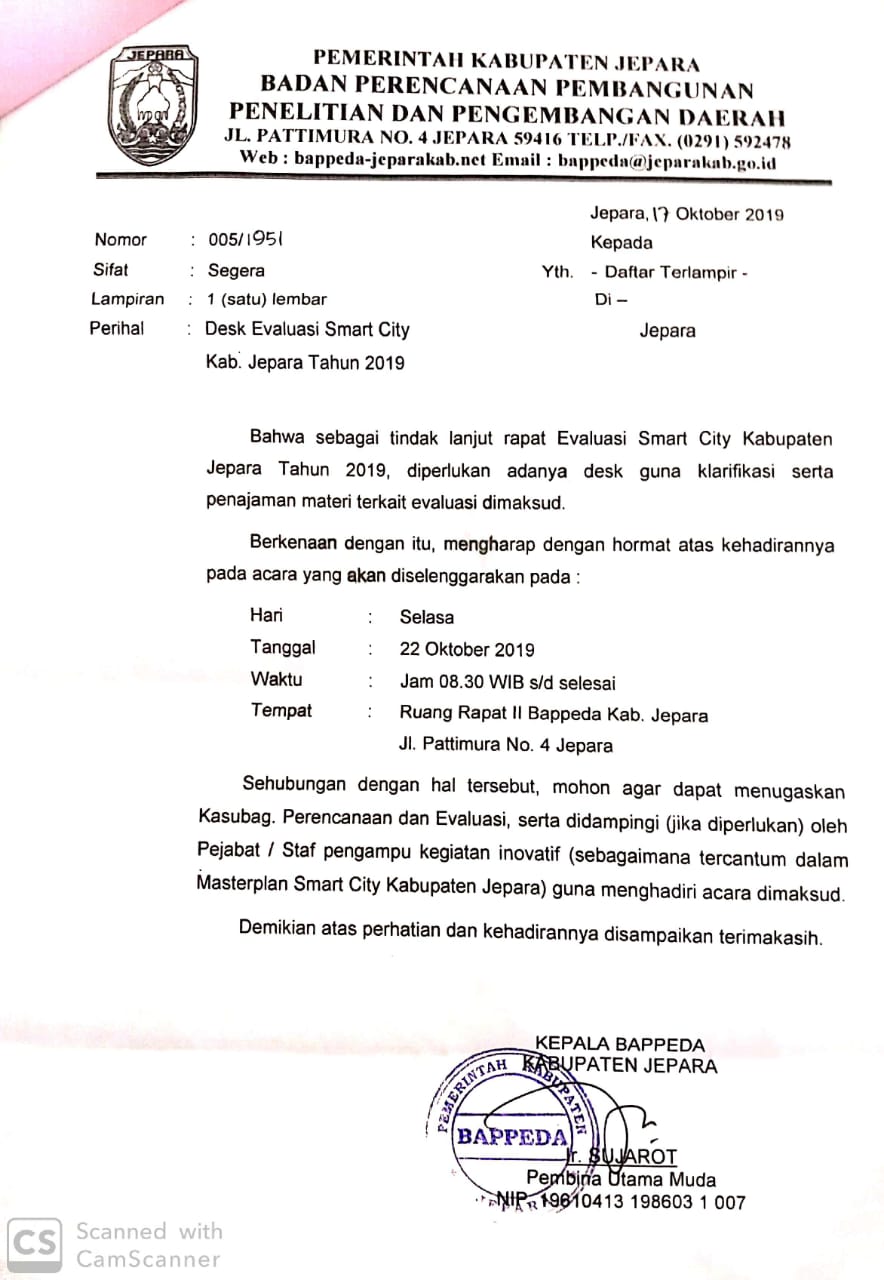 JEPARA
PEMERINTAH KABUPATEN JEPARA
BADAN PERENCANAAN PEMBANGUNAN
PENELITIAN DAN PENGEMBANGAN DAERAH
JL. PATTIMURA NO. 4 JEPARA 59416 TELP./FAX. (0291) 592478
Web : bappeda-jeparakab.net Email : bappeda@jeparakab.go.id
Jepara, 17 Oktober 2019
Nomor : 005/1951
Kepada
Sifat : Segera
Yth. - Daftar Terlampir -
Lampiran : 1 (satu) lembar
Di –
Perihal : Desk Evaluasi Smart City
Jepara
Kab. Jepara Tahun 2019
Bahwa sebagai tindak lanjut rapat Evaluasi Smart City Kabupaten
Jepara Tahun 2019, diperlukan adanya desk guna klarifikasi serta
penajaman materi terkait evaluasi dimaksud.
Berkenaan dengan itu, mengharap dengan hormat atas kehadirannya
pada acara yang akan diselenggarakan pada :
Hari : Selasa
Tanggal : 22 Oktober 2019
Waktu : Jam 08.30 WIB s/d selesai
Tempat : Ruang Rapat II Bappeda Kab. Jepara
Jl. Pattimura No. 4 Jepara
Sehubungan dengan hal tersebut, mohon agar dapat menugaskan
Kasubag. Perencanaan dan Evaluasi, serta didampingi (jika diperlukan) oleh
Pejabat / Staf pengampu kegiatan inovatif (sebagaimana tercantum dalam
Masterplan Smart City Kabupaten Jepara) guna menghadiri acara dimaksud.
Demikian atas perhatian dan kehadirannya disampaikan terimakasih.
KEPALA BAPPEDA
KABUPATEN JEPARA
PEMERINTAH KABUPATEN
BAPPEDA
JEPARA
Ir. SUJAROT
Pembina Utama Muda
NIP. 19610413 198603 1 007
CS Scanned with
CamScanner